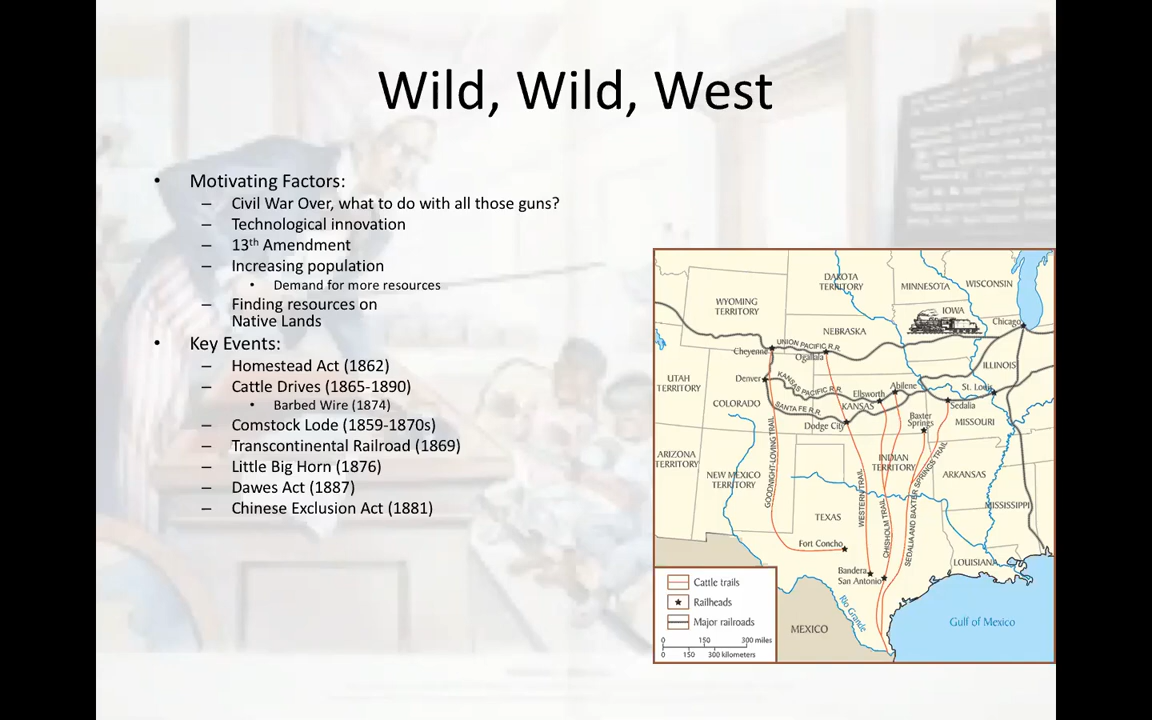 Wild, Wild, West
• Motivating Factors:
– Civil War Over, what to do with all those guns?
– Technological innovation
– 13th Amendment
– Increasing population
• Demand for more resources
– Finding resources on
Native Lands
• Key Events:
– Homestead Act (1862)
– Cattle Drives (1865-1890)
• Barbed Wire (1874)
– Comstock Lode (1859-1870s)
– Transcontinental Railroad (1869)
– Little Big Horn (1876)
– Dawes Act (1887)
– Chinese Exclusion Act (1881)
DAKOTA
TERRITORY
MINNESOTA
WISCONSIN
WYOMING
TERRITORY
IOWA
Chicago
NEBRASKA
UNION PACIFIC R.R.
Cheyenne
Ogallala
ILLINOIS
UTAH
TERRITORY
Denver
KANSAS PACIFIC R.R.
Abilene
St. Louis
Ellsworth
COLORADO
SANTA FE R.R.
KANSAS
Sedalia
Dodge City
Baxter
Springs
MISSOURI
ARIZONA
TERRITORY
NEW MEXICO
TERRITORY
GOODNIGHT-LOVING TRAIL
INDIAN
TERRITORY
ARKANSAS
WESTERN TRAIL
CHISHOLM TRAIL
SEDALIA AND BAXTER SPRINGS TRAIL
MISSISSIPPI
TEXAS
Fort Concho
Bandera
San Antonio
LOUISIANA
Rio Grande
MEXICO
Gulf of Mexico
Cattle trails
Railheads
Major railroads
0 150 300 miles
0 150 300 kilometers